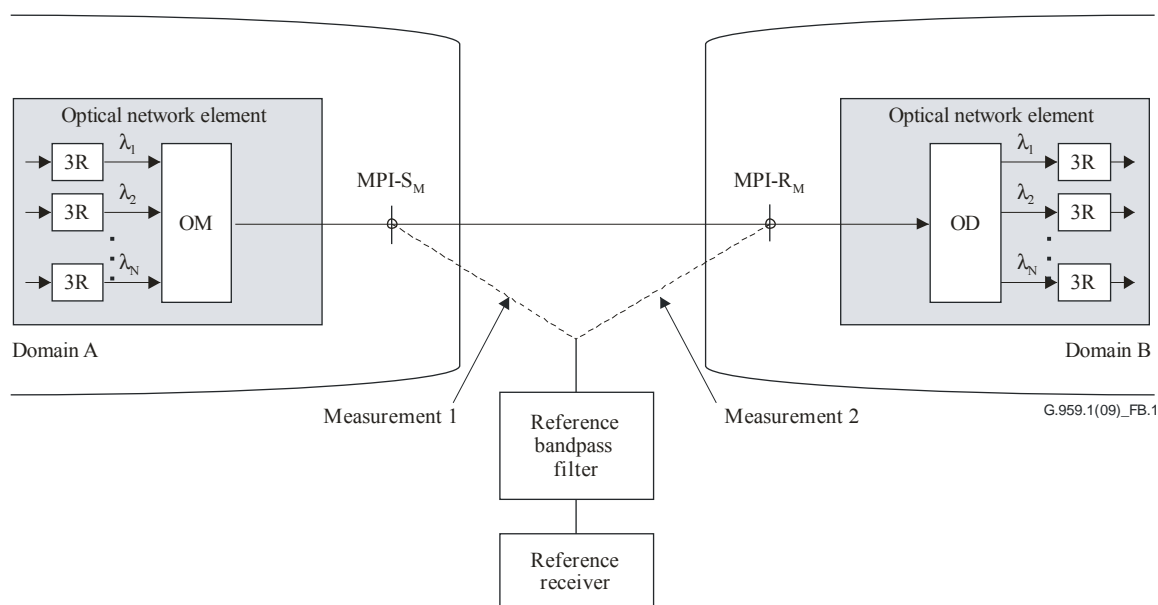 Optical network element
3R
λ1
3R
λ2
3R
λN
OM
Domain A
MPI-SM
MPI-RM
Optical network element
OD
λ1
3R
λ2
3R
λN
3R
Domain B
Measurement 1
Measurement 2
G.959.1(09)_FB.1
Reference
bandpass
filter
Reference
receiver